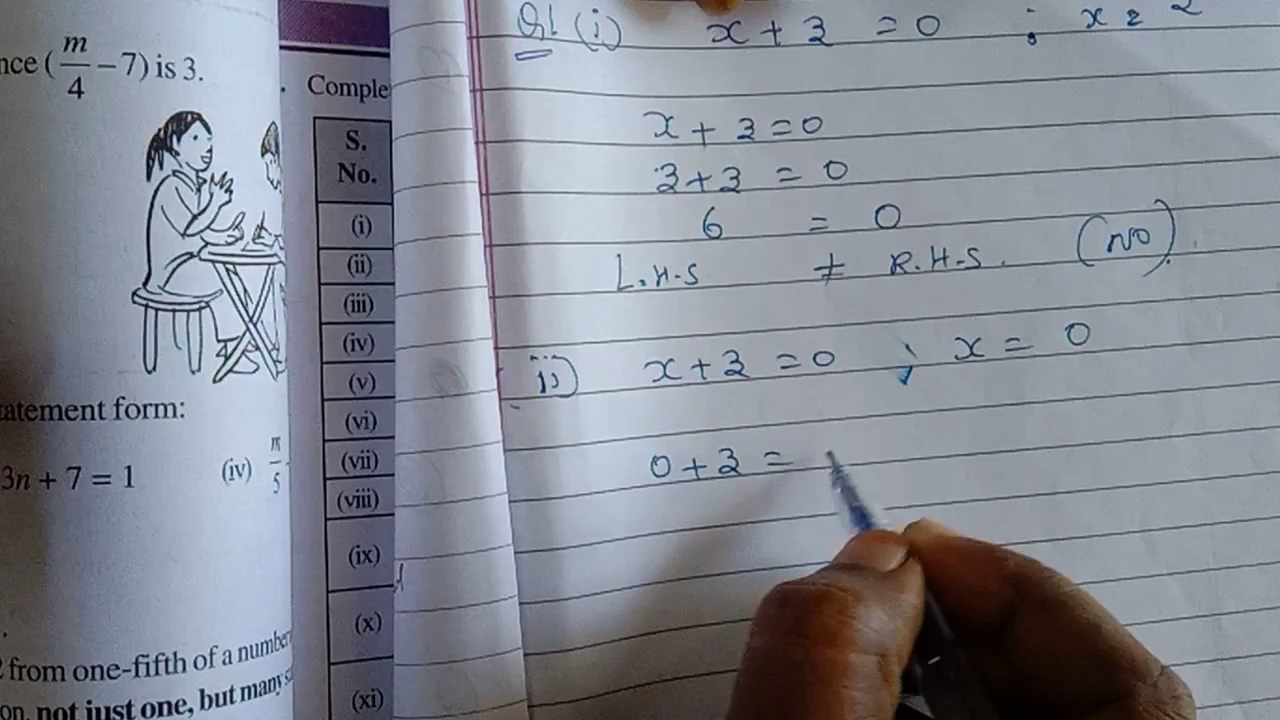 nce (m/4 − 7) is 3.
atement form:
3n + 7 = 1 (iv) m/5
from one-fifth of a number
on, not just one, but many
Comple
S. No.
(i)
(ii)
(iii)
(iv)
(v)
(vi)
(vii)
(viii)
(ix)
(x)
(xi)
Q1 (i) x + 3 = 0 ; x =
x + 3 = 0
3 + 3 = 0
6 = 0
L.H.S ≠ R.H.S. (NO).
ii) x + 3 = 0 ; x = 0
0 + 3 =